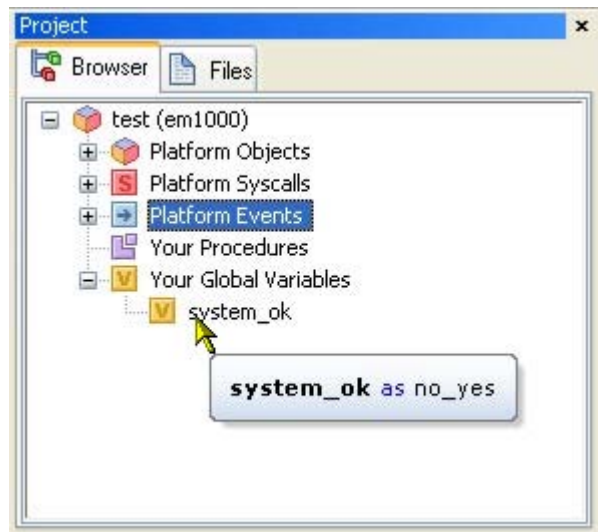 Project
Browser Files
test (em1000)
Platform Objects
S Platform Syscalls
Platform Events
Your Procedures
V Your Global Variables
V system_ok
system_ok as no_yes